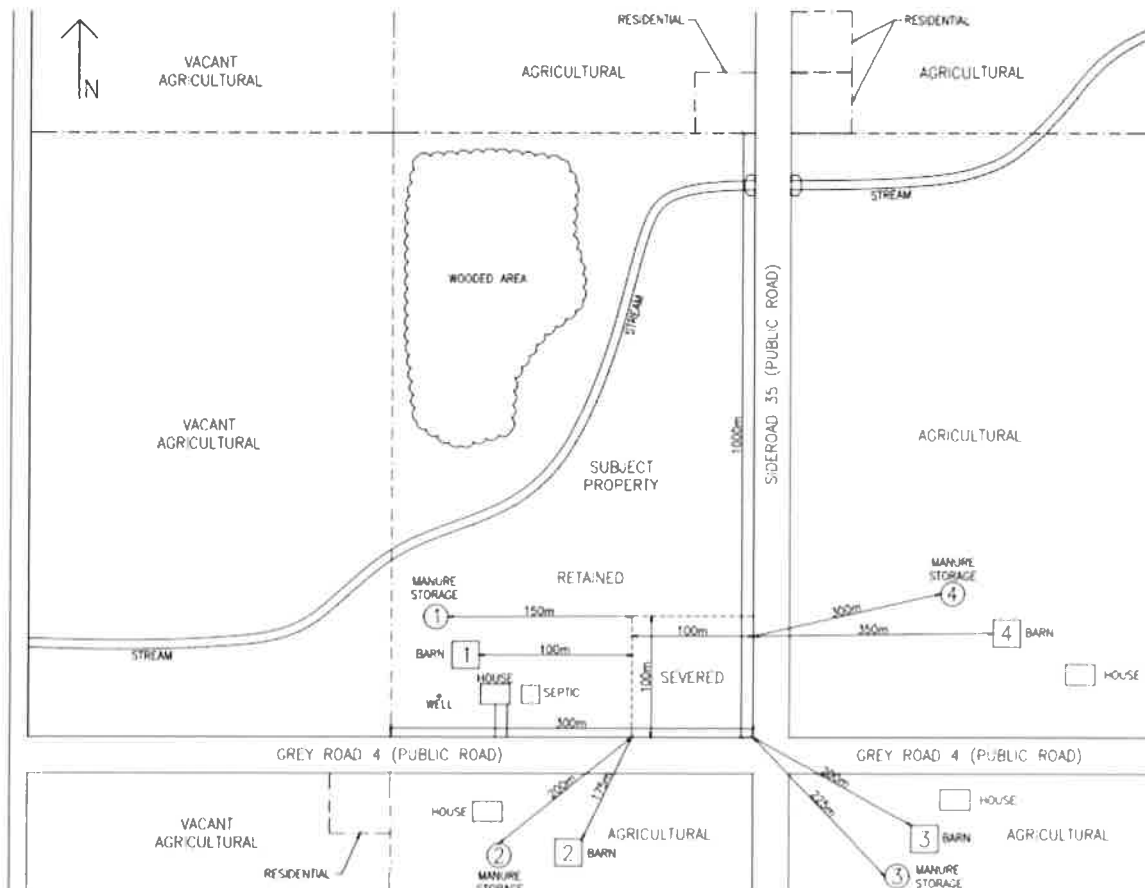 RESIDENTIAL
RESIDENTIAL
VACANT
AGRICULTURAL
AGRICULTURAL
AGRICULTURAL
N
STREAM
WOODED AREA
STREAM
SIDEROAD 35 (PUBLIC ROAD)
1000m
VACANT
AGRICULTURAL
AGRICULTURAL
SUBJECT
PROPERTY
RETAINED
MANURE
STORAGE
1
150m
MANURE
STORAGE
4
300m
100m
350m
4
BARN
BARN
1
100m
100m
SEVERED
STREAM
HOUSE
SEPTIC
WELL
HOUSE
300m
GREY ROAD 4 (PUBLIC ROAD)
GREY ROAD 4 (PUBLIC ROAD)
200m
175m
200m
225m
HOUSE
HOUSE
VACANT
AGRICULTURAL
AGRICULTURAL
AGRICULTURAL
2
2
BARN
3
BARN
RESIDENTIAL
MANURE
STORAGE
3
MANURE
STORAGE